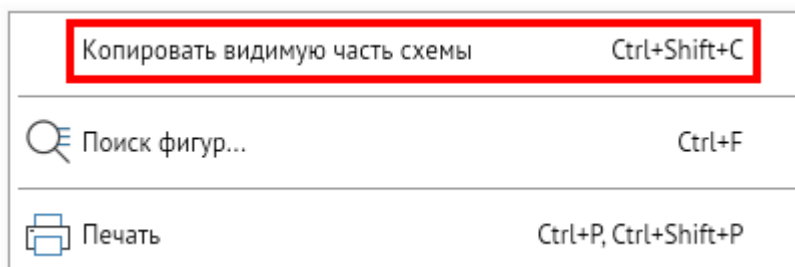 Копировать видимую часть схемы Ctrl+Shift+C
Поиск фигур... Ctrl+F
Печать Ctrl+P, Ctrl+Shift+P